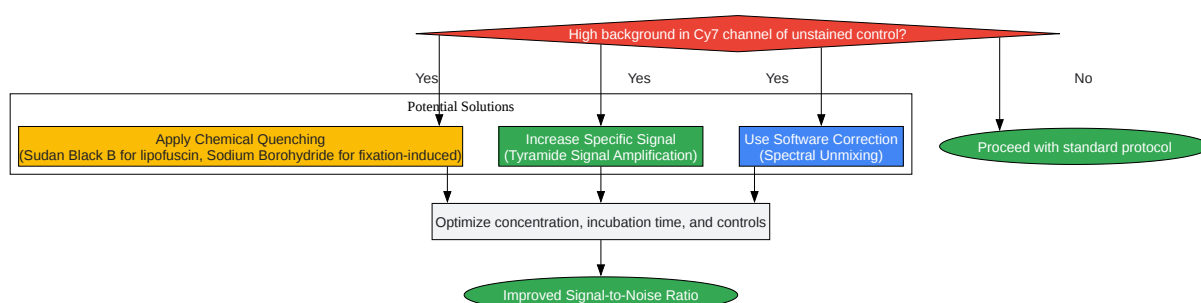 High background in Cy7 channel of unstained control?
Yes
Yes
Yes
No
Potential Solutions
Apply Chemical Quenching
(Sudan Black B for lipofuscin, Sodium Borohydride for fixation-induced)
Increase Specific Signal
(Tyramide Signal Amplification)
Use Software Correction
(Spectral Unmixing)
Proceed with standard protocol
Optimize concentration, incubation time, and controls
Improved Signal-to-Noise Ratio